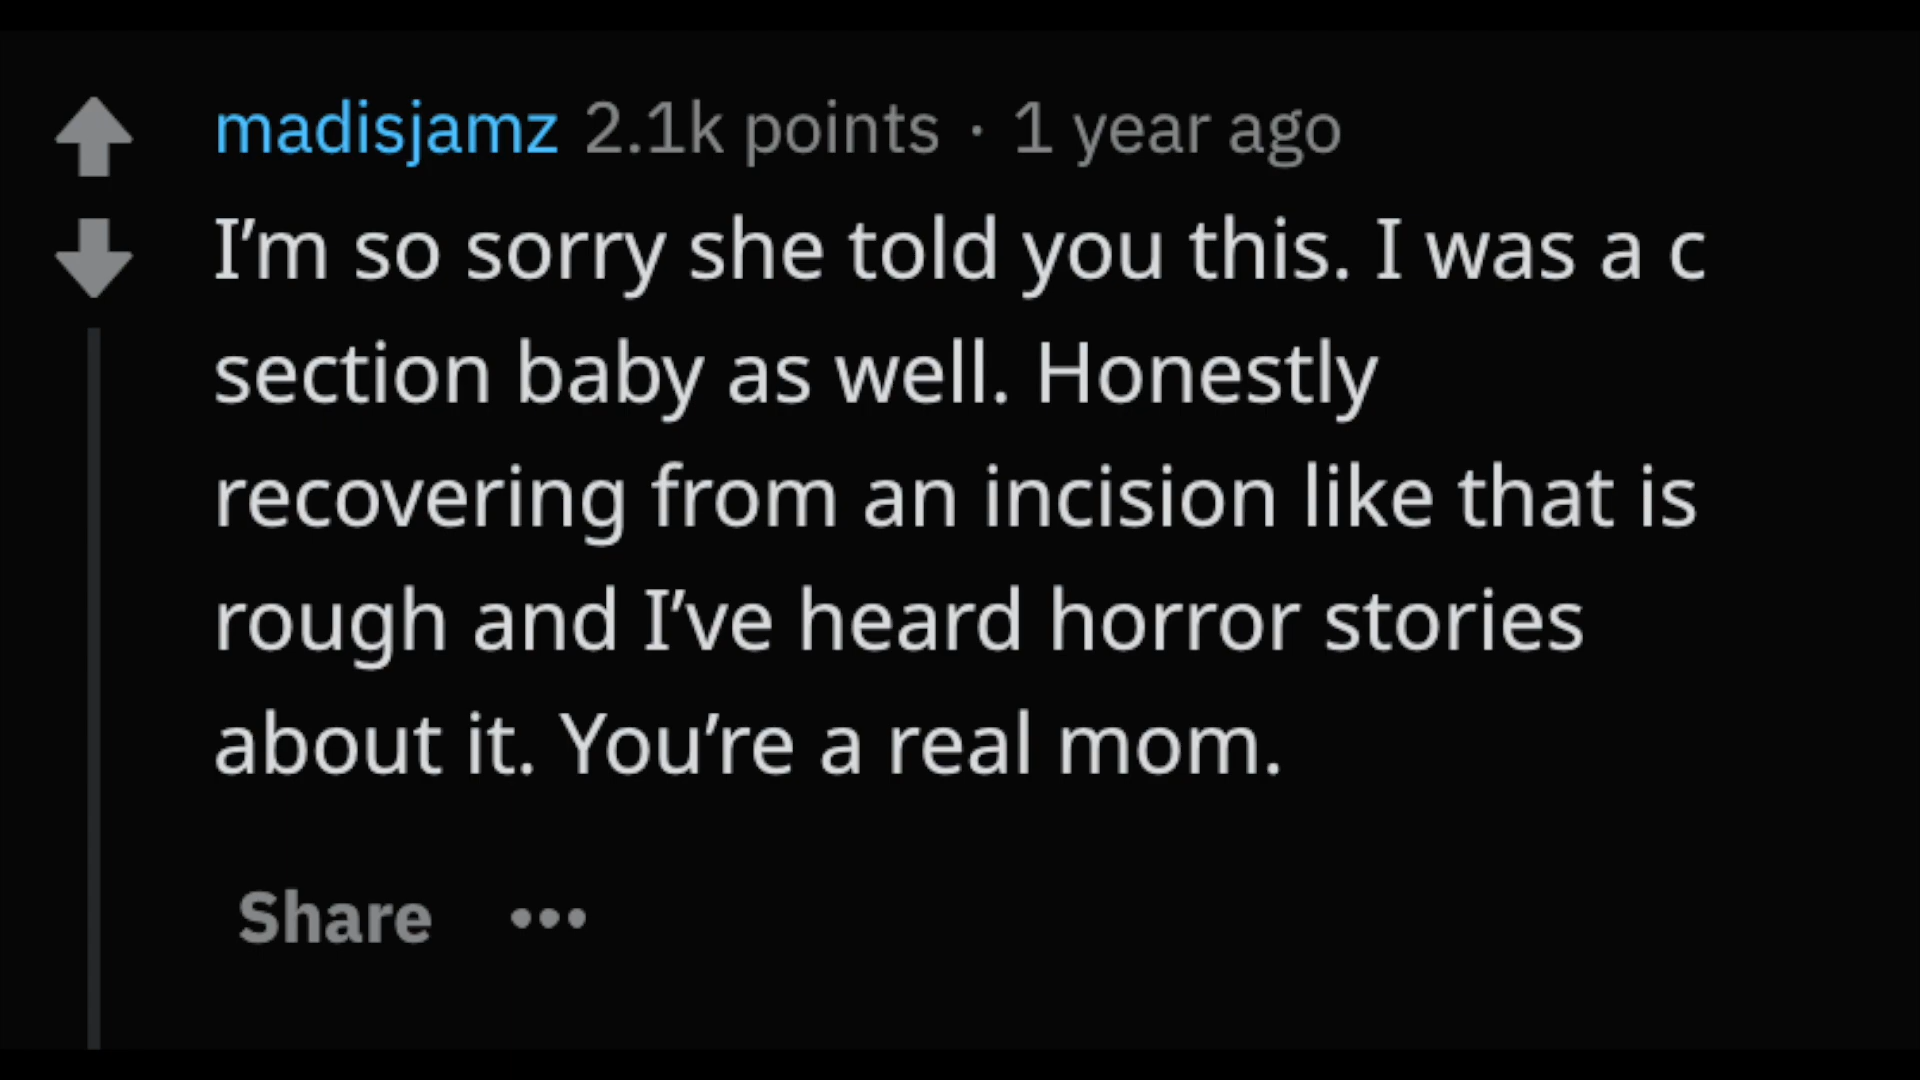 madisjamz 2.1k points · 1 year ago
I’m so sorry she told you this. I was a c
section baby as well. Honestly
recovering from an incision like that is
rough and I’ve heard horror stories
about it. You’re a real mom.
Share •••